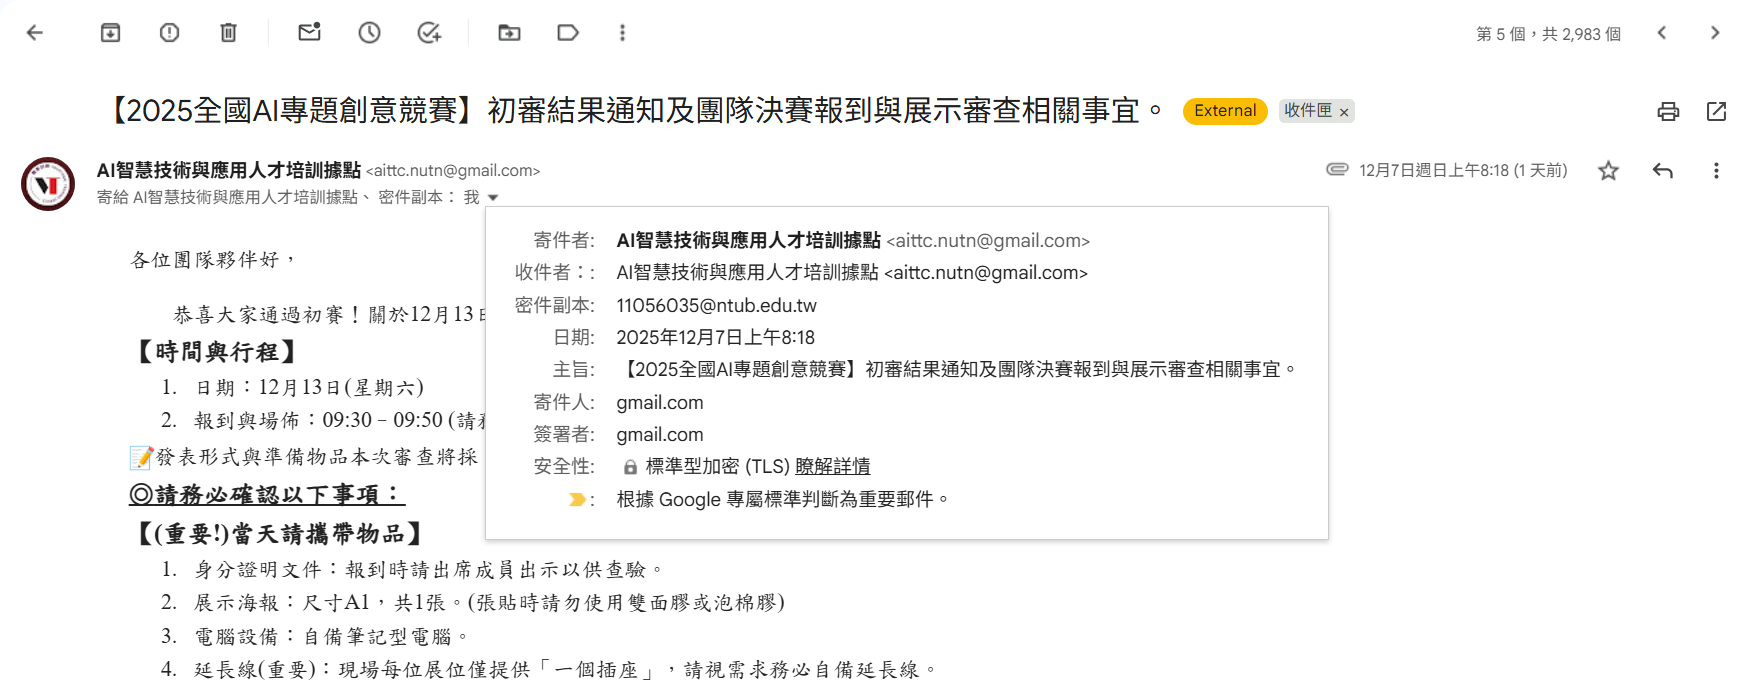 第 5 個，共 2,983 個
【2025全國AI專題創意競賽】初審結果通知及團隊決賽報到與展示審查相關事宜。 External 收件匣 ×
AI智慧技術與應用人才培訓據點 <aittc.nutn@gmail.com> 12月7日週日上午8:18 (1 天前)
寄給 AI智慧技術與應用人才培訓據點、 密件副本： 我
寄件者: AI智慧技術與應用人才培訓據點 <aittc.nutn@gmail.com>
收件者：: AI智慧技術與應用人才培訓據點 <aittc.nutn@gmail.com>
密件副本: 11056035@ntub.edu.tw
日期: 2025年12月7日上午8:18
主旨: 【2025全國AI專題創意競賽】初審結果通知及團隊決賽報到與展示審查相關事宜。
寄件人: gmail.com
簽署者: gmail.com
安全性: 標準型加密 (TLS) 瞭解詳情
: 根據 Google 專屬標準判斷為重要郵件。
各位團隊夥伴好，
恭喜大家通過初賽！關於12月13
【時間與行程】
1. 日期：12月13日(星期六)
2. 報到與場佈：09:30 – 09:50 (請
📝發表形式與準備物品本次審查將採
◎請務必確認以下事項：
【(重要!)當天請攜帶物品】
1. 身分證明文件：報到時請出席成員出示以供查驗。
2. 展示海報：尺寸A1，共1張。(張貼時請勿使用雙面膠或泡棉膠)
3. 電腦設備：自備筆記型電腦。
4. 延長線(重要)：現場每位展位僅提供「一個插座」，請視需求務必自備延長線。